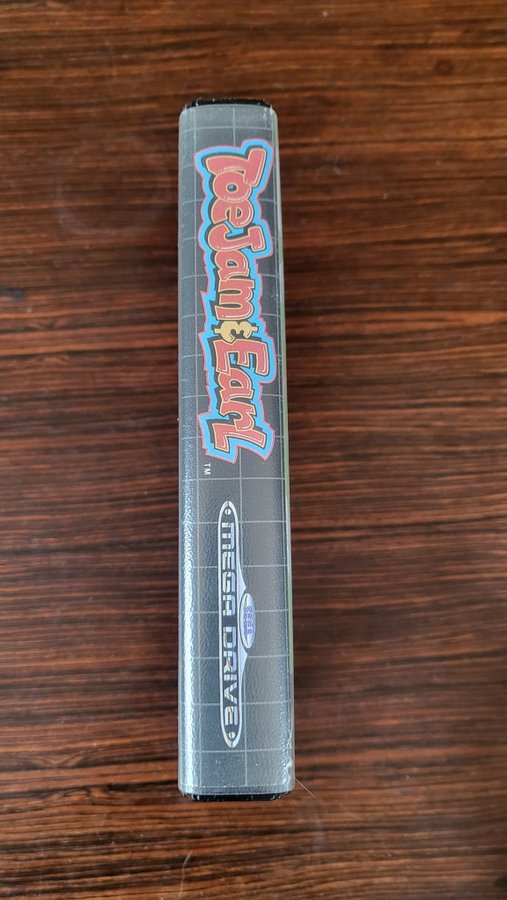 ToeJam & Earl
TM
SEGA
MEGA DRIVE